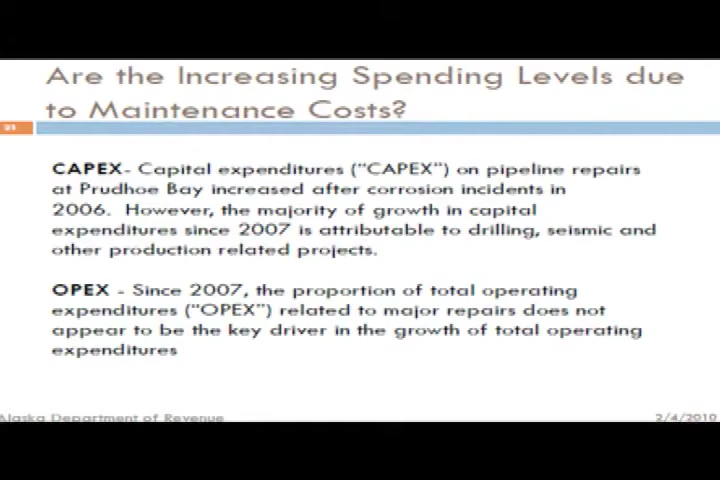 Are the Increasing Spending Levels due
to Maintenance Costs?
CAPEX- Capital expenditures ("CAPEX") on pipeline repairs
at Prudhoe Bay increased after corrosion incidents in
2006. However, the majority of growth in capital
expenditures since 2007 is attributable to drilling, seismic and
other production related projects.
OPEX - Since 2007, the proportion of total operating
expenditures ("OPEX") related to major repairs does not
appear to be the key driver in the growth of total operating
expenditures
Alaska Department of Revenue
2/4/2010